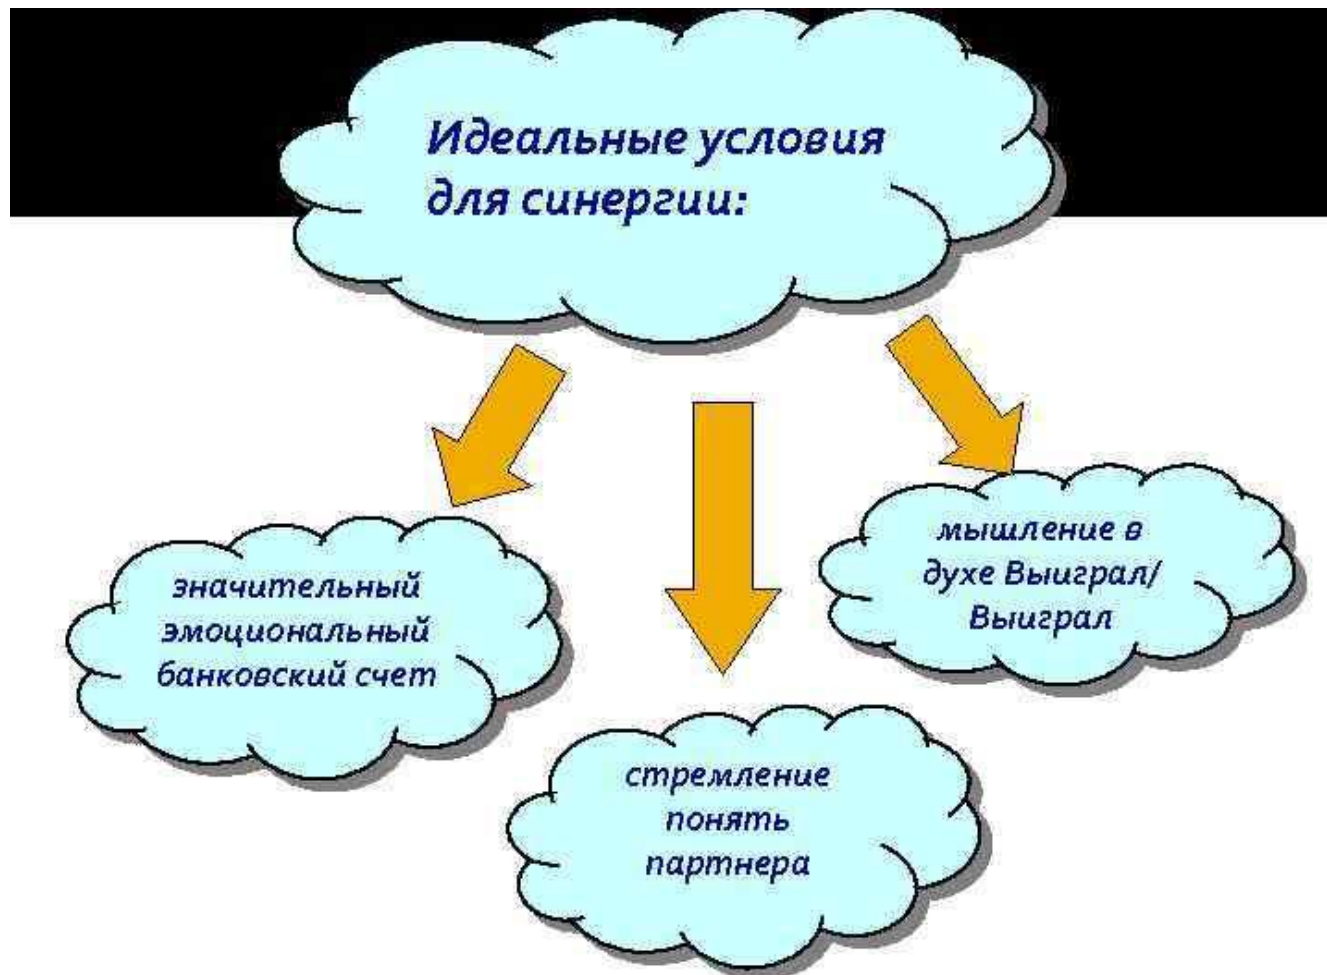 Идеальные условия
для синергии:
значительный
эмоциональный
банковский счет
стремление
понять
партнера
мышление в
духе Выиграл/
Выиграл